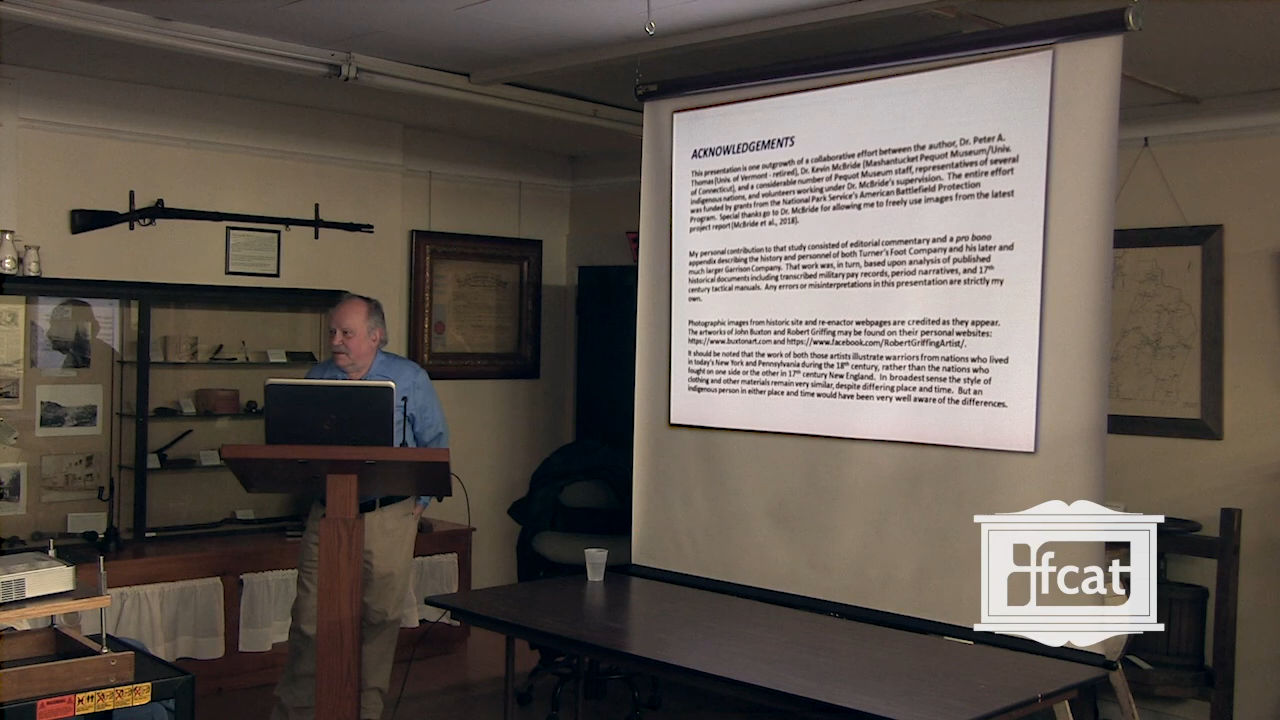 ACKNOWLEDGEMENTS
This presentation is one outgrowth of a collaborative effort between the author, Dr. Peter A.
Thomas (Univ. of Vermont - retired), Dr. Kevin McBride (Mashantucket Pequot Museum/Univ.
of Connecticut), and a considerable number of Pequot Museum staff, representatives of several
indigenous nations, and volunteers working under Dr. McBride's supervision. The entire effort
was funded by grants from the National Park Service's American Battlefield Protection
Program. Special thanks go to Dr. McBride for allowing me to freely use images from the latest
project report (McBride et al., 2018).
My personal contribution to that study consisted of editorial commentary and a pro bono
appendix describing the history and personnel of both Turner's Foot Company and his later and
much larger Garrison Company. That work was, in turn, based upon analysis of published
historical documents including transcribed military pay records, period narratives, and 17th
century tactical manuals. Any errors or misinterpretations in this presentation are strictly my
own.
Photographic images from historic site and re-enactor webpages are credited as they appear.
The artworks of John Buxton and Robert Griffing may be found on their personal websites:
https://www.buxtonart.com and https://www.facebook.com/RobertGriffingArtist/.
It should be noted that the work of both those artists illustrate warriors from nations who lived
in today's New York and Pennsylvania during the 18th century, rather than the nations who
fought on one side or the other in 17th century New England. In broadest sense the style of
clothing and other materials remain very similar, despite differing place and time. But an
indigenous person in either place and time would have been very well aware of the differences.
fcat